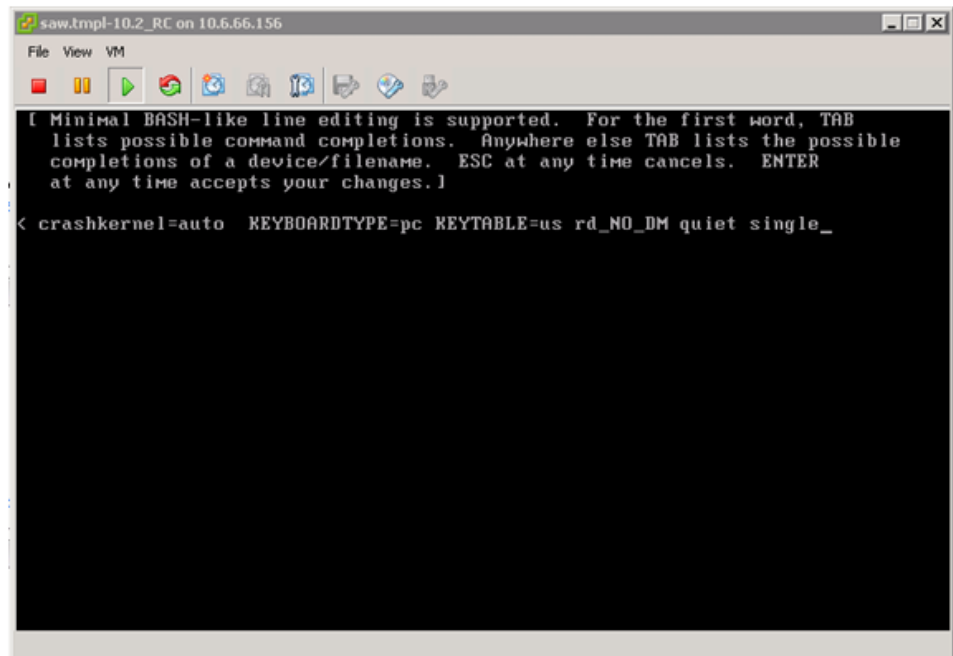 saw.tmpl-10.2_RC on 10.6.66.156
File View VM
[ Minimal BASH-like line editing is supported. For the first word, TAB
lists possible command completions. Anywhere else TAB lists the possible
completions of a device/filename. ESC at any time cancels. ENTER
at any time accepts your changes.]
< crashkernel=auto KEYBOARDTYPE=pc KEYTABLE=us rd_NO_DM quiet single_